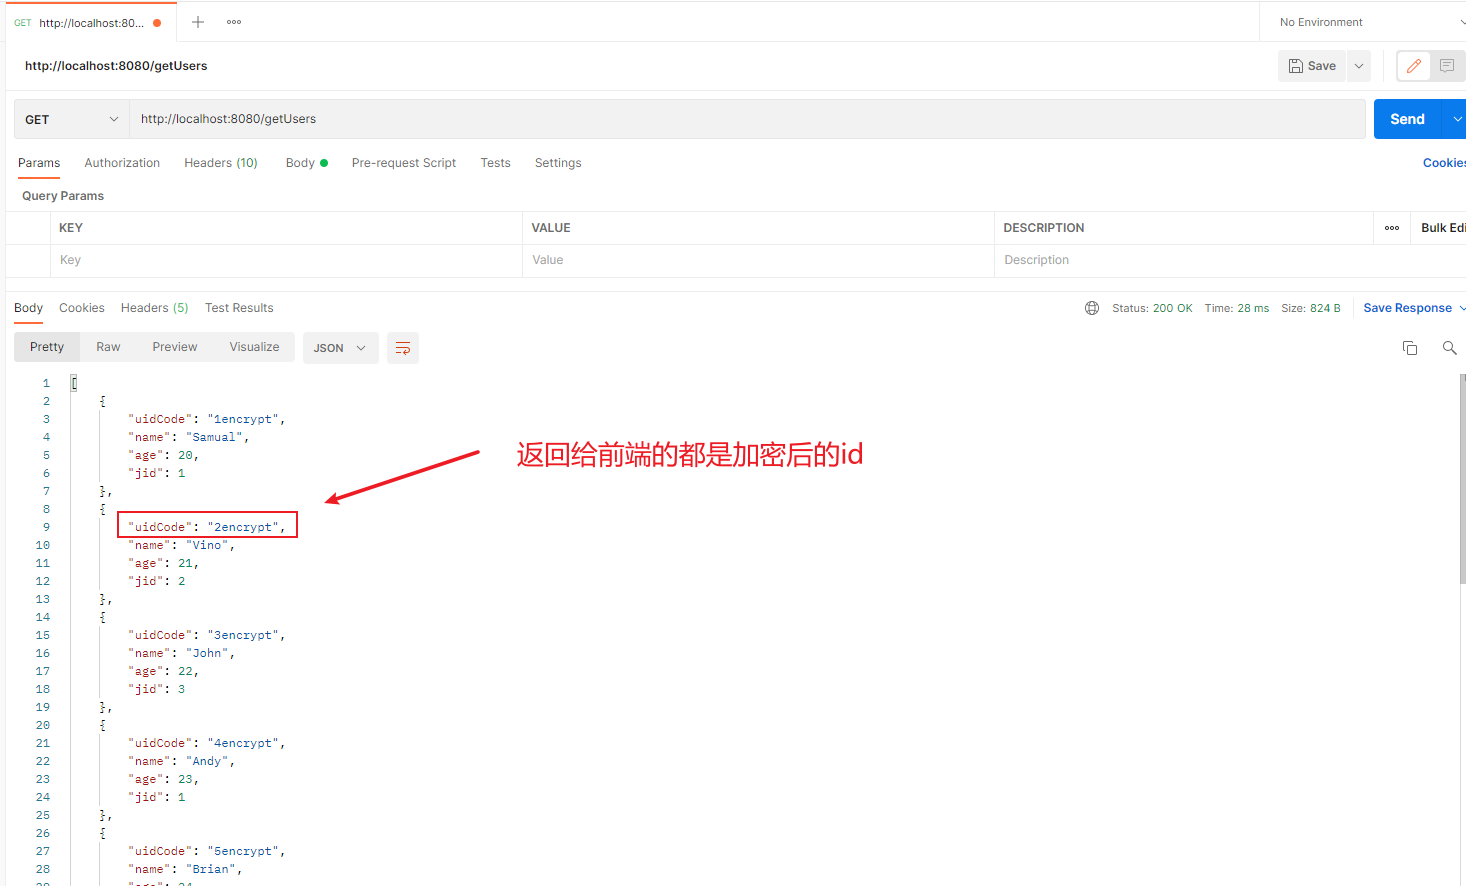 GET http://localhost:80...
No Environment
http://localhost:8080/getUsers
Save
GET http://localhost:8080/getUsers Send
Params Authorization Headers (10) Body Pre-request Script Tests Settings Cookies
Query Params
KEY VALUE DESCRIPTION Bulk Edi
Key Value Description
Body Cookies Headers (5) Test Results Status: 200 OK Time: 28 ms Size: 824 B Save Response
Pretty Raw Preview Visualize JSON
1 [
2 {
3 "uidCode": "1encrypt",
4 "name": "Samual",
5 "age": 20,
6 "jid": 1
7 },
8 {
9 "uidCode": "2encrypt",
10 "name": "Vino",
11 "age": 21,
12 "jid": 2
13 },
14 {
15 "uidCode": "3encrypt",
16 "name": "John",
17 "age": 22,
18 "jid": 3
19 },
20 {
21 "uidCode": "4encrypt",
22 "name": "Andy",
23 "age": 23,
24 "jid": 1
25 },
26 {
27 "uidCode": "5encrypt",
28 "name": "Brian",
返回给前端的都是加密后的id